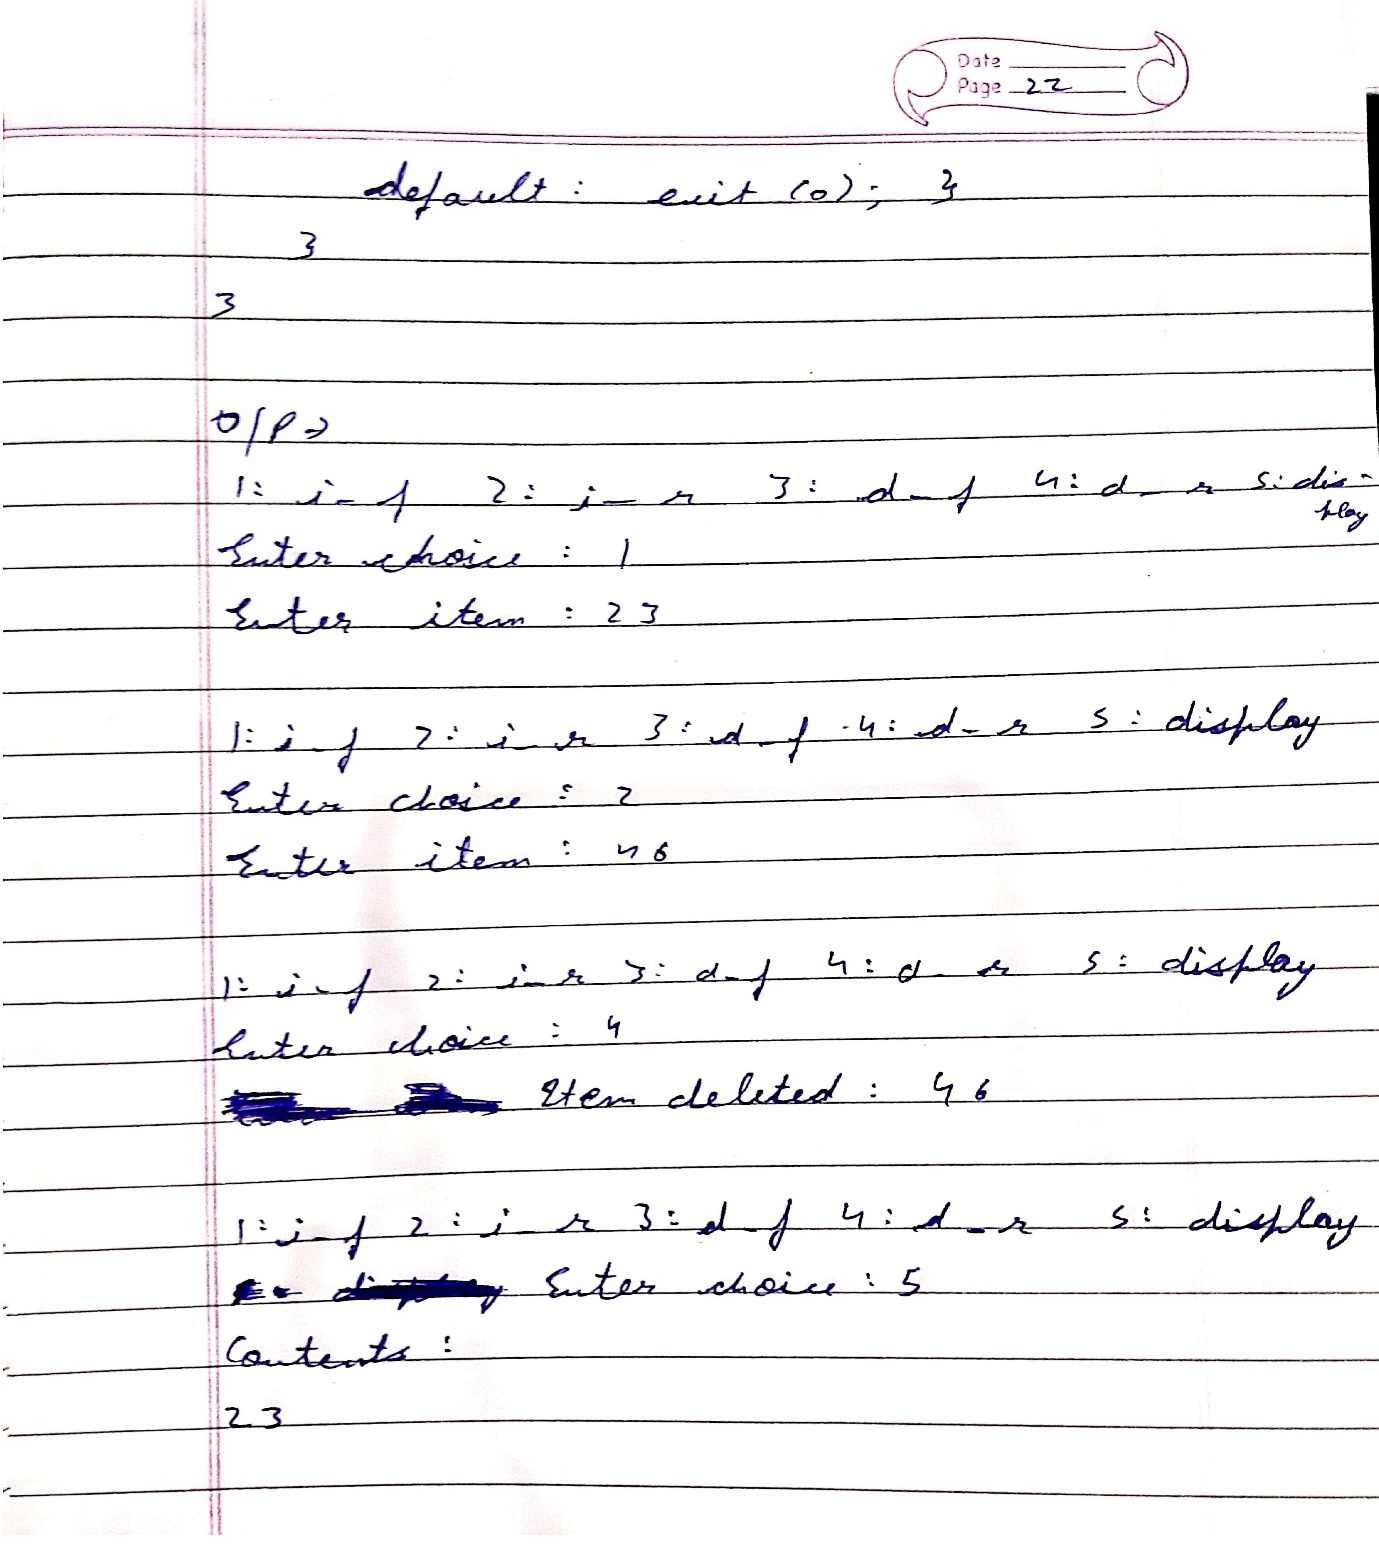 Date
Page 22
default : exit (0); }
}
}
O/P →
1: i_f 2: i_r 3: d_f 4: d_r 5: dis-
play
Enter choice : 1
Enter item : 23
1: i_f 2: i_r 3: d_f 4: d_r 5: display
Enter choice : 2
Enter item : 46
1: i_f 2: i_r 3: d_f 4: d_r 5: display
Enter choice : 4
Item deleted : 46
1: i_f 2: i_r 3: d_f 4: d_r 5: display
Enter choice : 5
Contents :
23